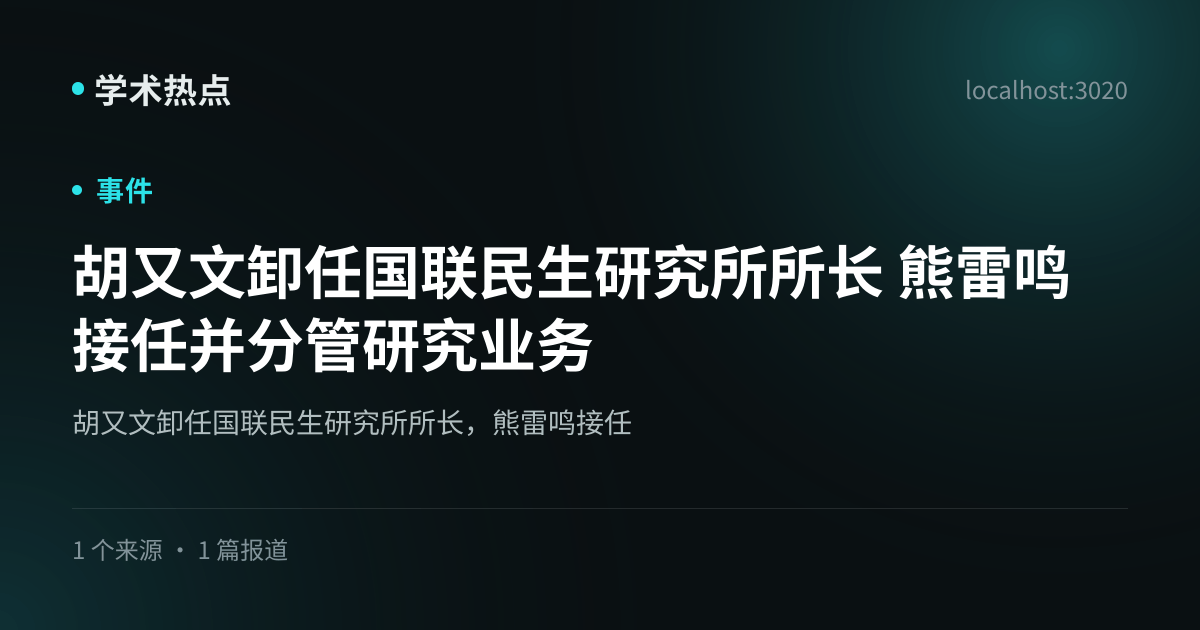 学术热点
localhost:3020
事件
胡又文卸任国联民生研究所所长 熊雷鸣
接任并分管研究业务
胡又文卸任国联民生研究所所长，熊雷鸣接任
1 个来源 · 1 篇报道